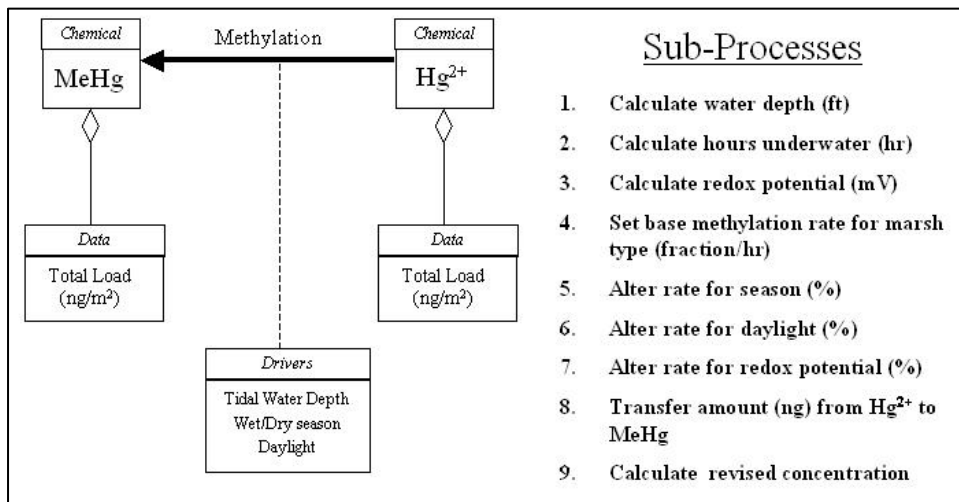 Chemical
MeHg
Methylation
Chemical
Hg²⁺
Data
Total Load
(ng/m²)
Data
Total Load
(ng/m²)
Drivers
Tidal Water Depth
Wet/Dry season
Daylight
Sub-Processes
1. Calculate water depth (ft)
2. Calculate hours underwater (hr)
3. Calculate redox potential (mV)
4. Set base methylation rate for marsh
type (fraction/hr)
5. Alter rate for season (%)
6. Alter rate for daylight (%)
7. Alter rate for redox potential (%)
8. Transfer amount (ng) from Hg²⁺ to
MeHg
9. Calculate revised concentration